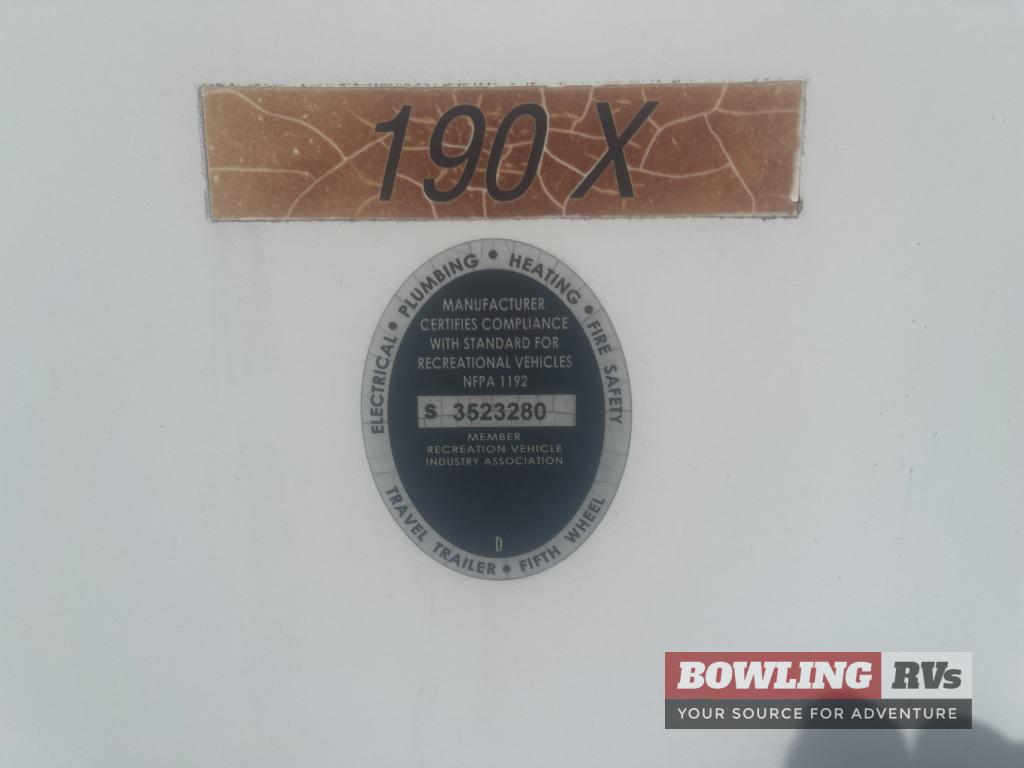 190 X
ELECTRICAL • PLUMBING • HEATING • FIRE SAFETY
MANUFACTURER
CERTIFIES COMPLIANCE
WITH STANDARD FOR
RECREATIONAL VEHICLES
NFPA 1192
S 3523280
MEMBER
RECREATION VEHICLE
INDUSTRY ASSOCIATION
D
TRAVEL TRAILER • FIFTH WHEEL
BOWLING RVs
YOUR SOURCE FOR ADVENTURE